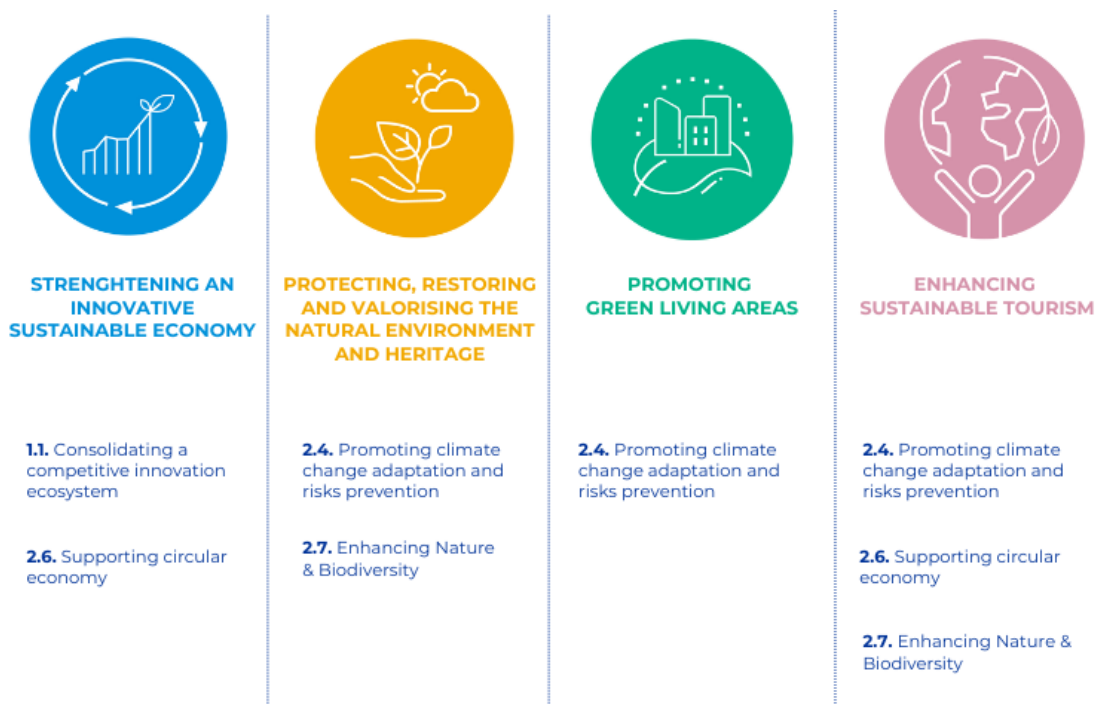 STRENGHTENING AN
INNOVATIVE
SUSTAINABLE ECONOMY
1.1. Consolidating a
competitive innovation
ecosystem
2.6. Supporting circular
economy
PROTECTING, RESTORING
AND VALORISING THE
NATURAL ENVIRONMENT
AND HERITAGE
2.4. Promoting climate
change adaptation and
risks prevention
2.7. Enhancing Nature
& Biodiversity
PROMOTING
GREEN LIVING AREAS
2.4. Promoting climate
change adaptation and
risks prevention
ENHANCING
SUSTAINABLE TOURISM
2.4. Promoting climate
change adaptation and
risks prevention
2.6. Supporting circular
economy
2.7. Enhancing Nature &
Biodiversity